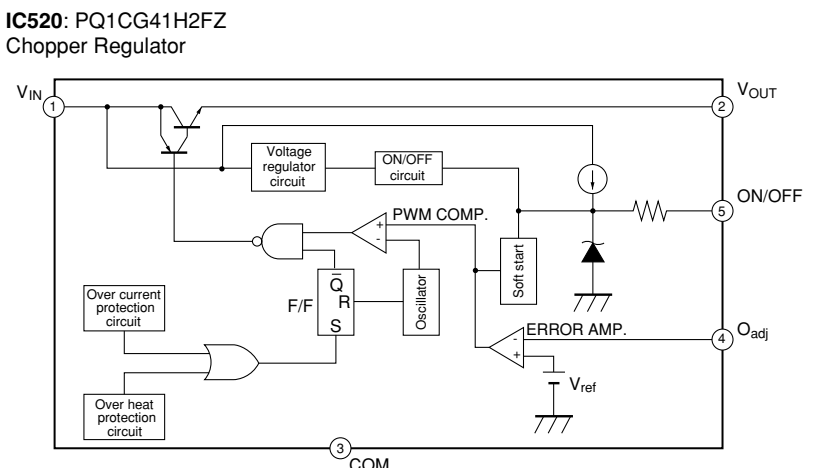 IC520: PQ1CG41H2FZ
Chopper Regulator
VIN
1
VOUT
2
Voltage
regulator
circuit
ON/OFF
circuit
ON/OFF
5
PWM COMP.
+
-
Soft start
Q̅
R
S
F/F
Oscillator
Over current
protection
circuit
ERROR AMP.
-
+
4
Oadj
Vref
Over heat
protection
circuit
3
COM